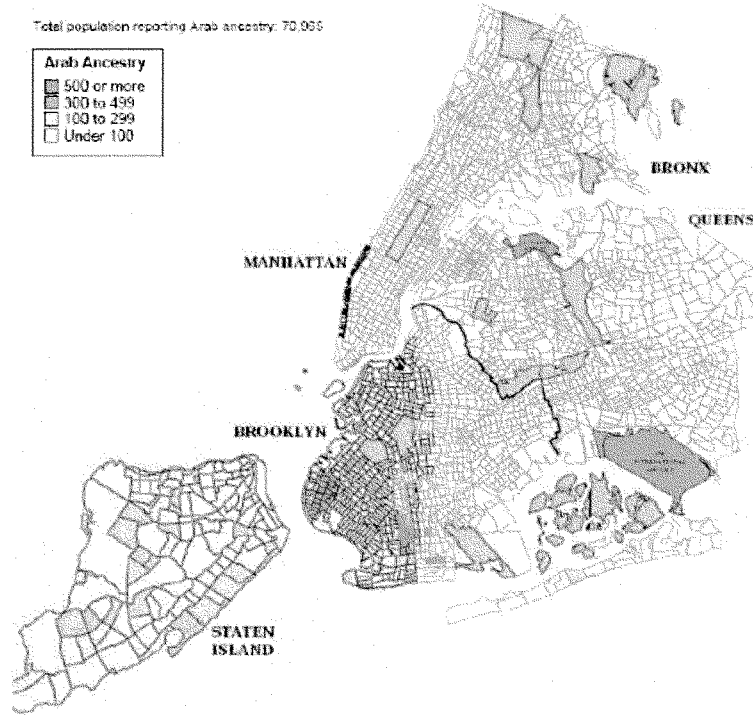 Total population reporting Arab ancestry: 70,965
Arab Ancestry
500 or more
300 to 499
100 to 299
Under 100
BRONX
QUEENS
MANHATTAN
BROOKLYN
STATEN
ISLAND